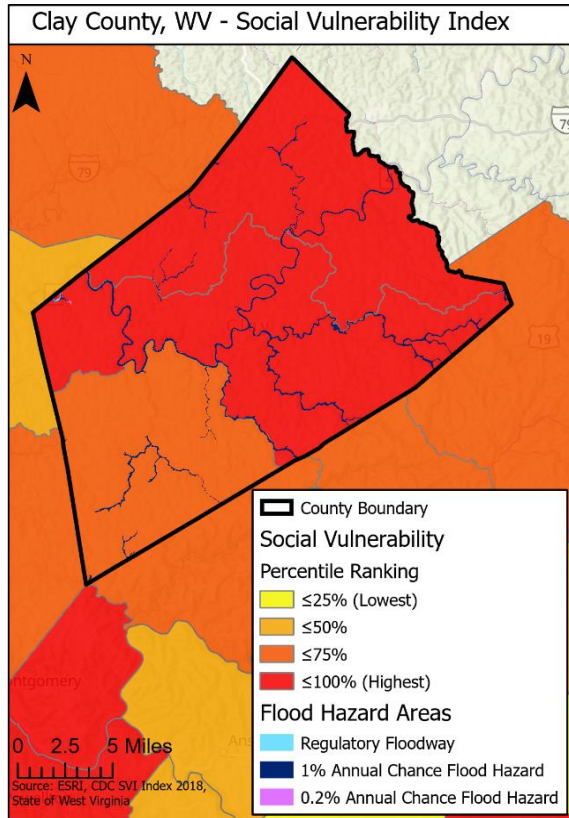 Clay County, WV - Social Vulnerability Index
N
79
79
19
County Boundary
Social Vulnerability
Percentile Ranking
≤25% (Lowest)
≤50%
≤75%
≤100% (Highest)
Flood Hazard Areas
Regulatory Floodway
1% Annual Chance Flood Hazard
0.2% Annual Chance Flood Hazard
0 2.5 5 Miles
Source: ESRI, CDC SVI Index 2018,
State of West Virginia